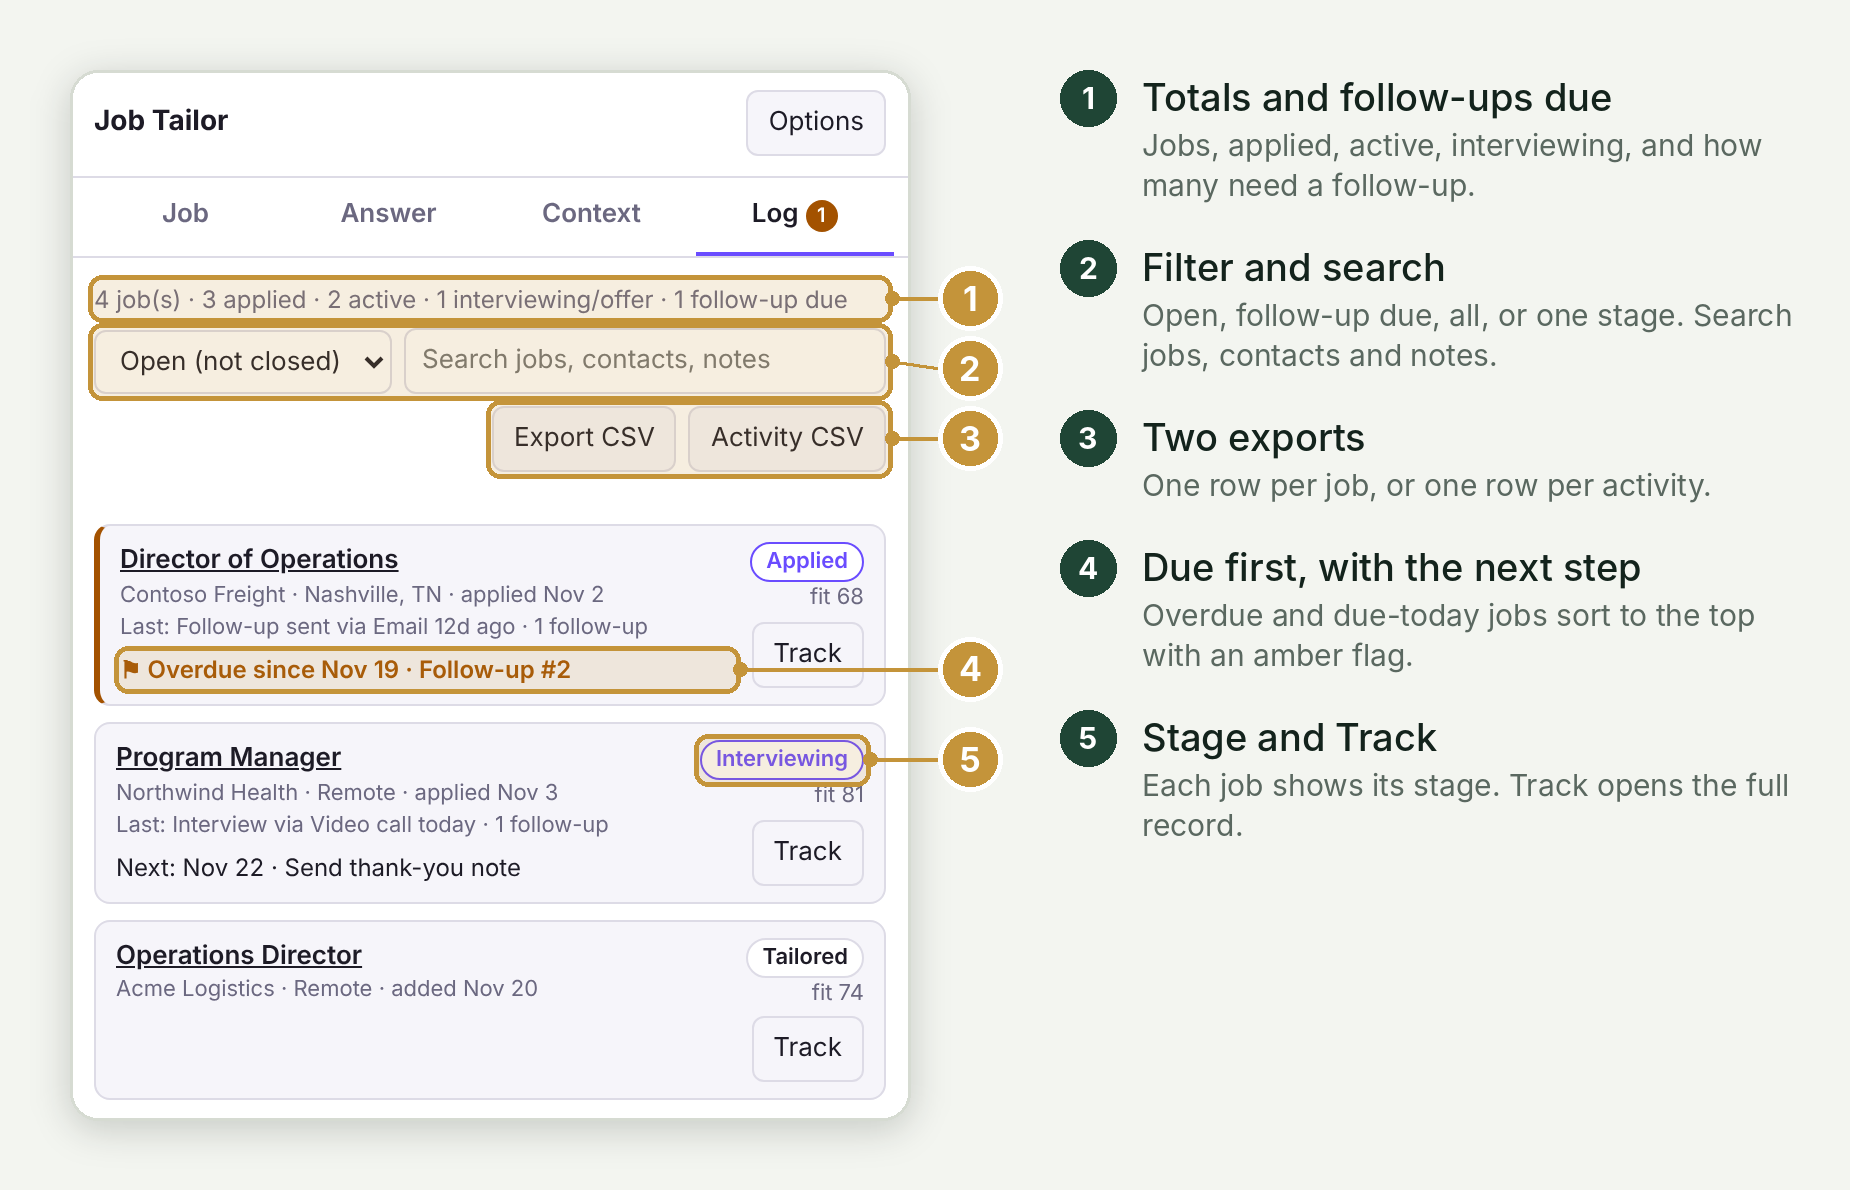 Job Tailor
Options
Job
Answer
Context
Log 1
4 job(s) · 3 applied · 2 active · 1 interviewing/offer · 1 follow-up due
1
Open (not closed)
Search jobs, contacts, notes
2
Export CSV
Activity CSV
3
Director of Operations
Applied
Contoso Freight · Nashville, TN · applied Nov 2
fit 68
Last: Follow-up sent via Email 12d ago · 1 follow-up
Track
⚑ Overdue since Nov 19 · Follow-up #2
4
Program Manager
Interviewing
5
Northwind Health · Remote · applied Nov 3
fit 81
Last: Interview via Video call today · 1 follow-up
Track
Next: Nov 22 · Send thank-you note
Operations Director
Tailored
Acme Logistics · Remote · added Nov 20
fit 74
Track
1
Totals and follow-ups due
Jobs, applied, active, interviewing, and how
many need a follow-up.
2
Filter and search
Open, follow-up due, all, or one stage. Search
jobs, contacts and notes.
3
Two exports
One row per job, or one row per activity.
4
Due first, with the next step
Overdue and due-today jobs sort to the top
with an amber flag.
5
Stage and Track
Each job shows its stage. Track opens the full
record.